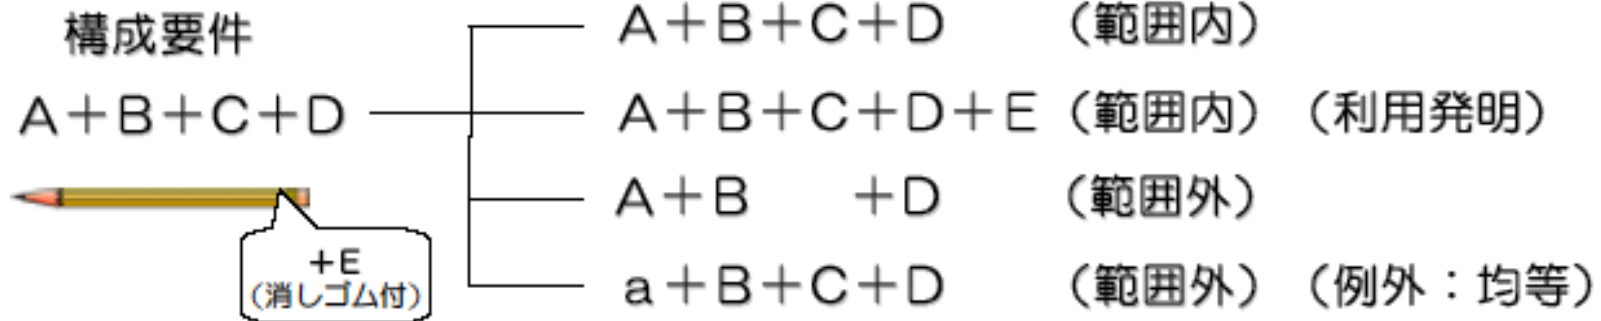 構成要件
A+B+C+D
+E
(消しゴム付)
A+B+C+D (範囲内)
A+B+C+D+E (範囲内) (利用発明)
A+B +D (範囲外)
a+B+C+D (範囲外) (例外:均等)